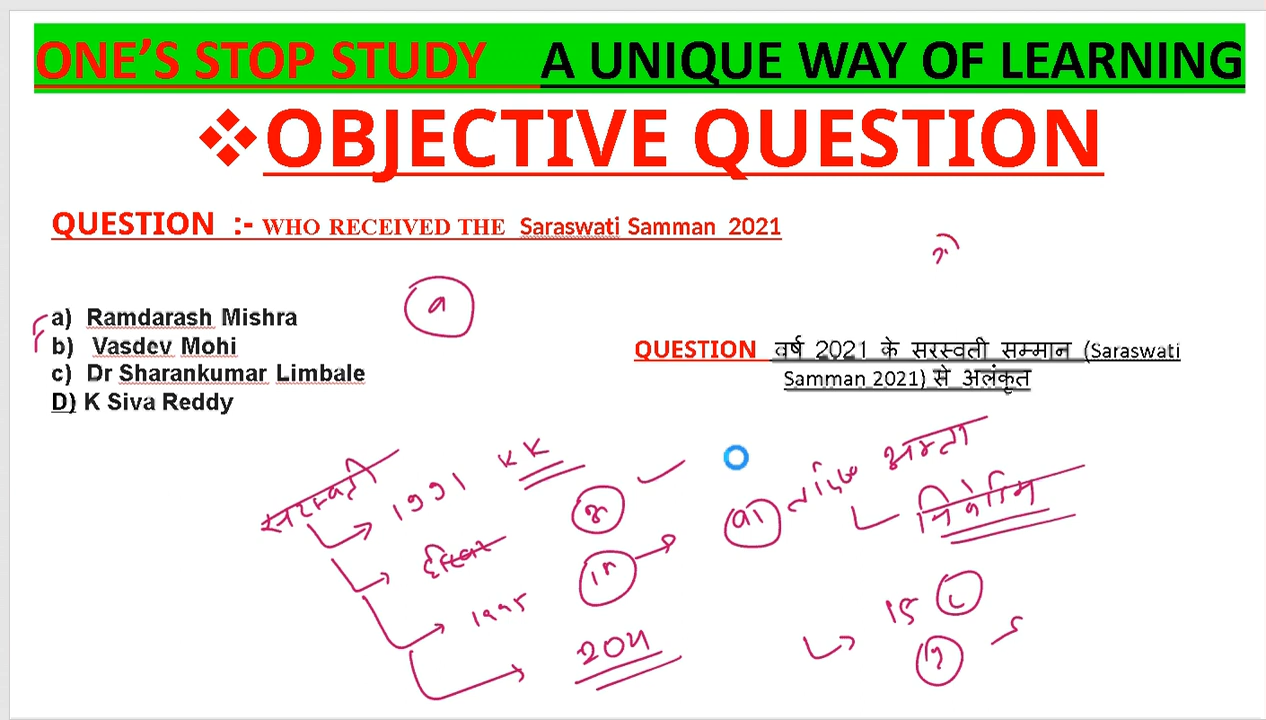 ONE’S STOP STUDY A UNIQUE WAY OF LEARNING
❖OBJECTIVE QUESTION
QUESTION :- WHO RECEIVED THE Saraswati Samman 2021
a) Ramdarash Mishra
b) Vasdev Mohi
c) Dr Sharankumar Limbale
D) K Siva Reddy
a
QUESTION वर्ष 2021 के सरस्वती सम्मान (Saraswati
Samman 2021) से अलंकृत
सरस्वती
1991 KK
1995
15 L